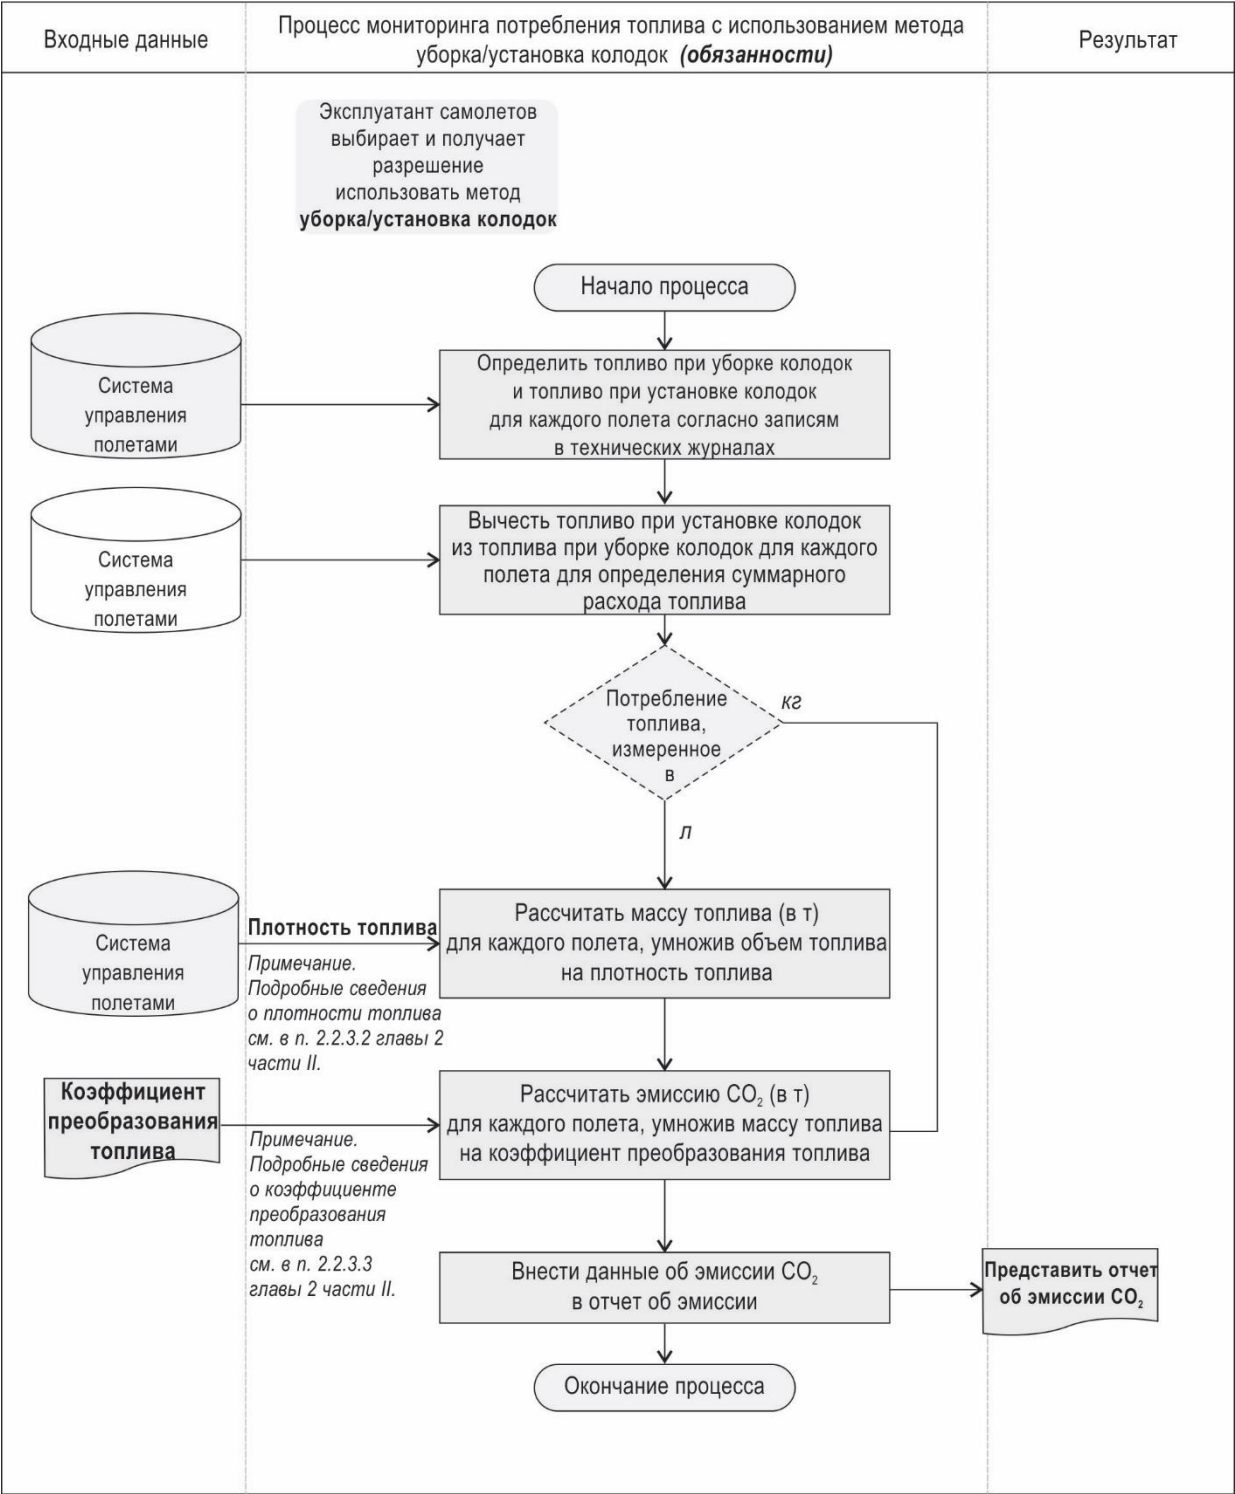 Входные данные
Процесс мониторинга потребления топлива с использованием метода
уборка/установка колодок (обязанности)
Результат
Эксплуатант самолетов
выбирает и получает
разрешение
использовать метод
уборка/установка колодок
Начало процесса
Система
управления
полетами
Определить топливо при уборке колодок
и топливо при установке колодок
для каждого полета согласно записям
в технических журналах
Система
управления
полетами
Вычесть топливо при установке колодок
из топлива при уборке колодок для каждого
полета для определения суммарного
расхода топлива
Потребление
топлива,
измеренное
в
кг
л
Система
управления
полетами
Плотность топлива
Примечание.
Подробные сведения
о плотности топлива
см. в п. 2.2.3.2 главы 2
части II.
Рассчитать массу топлива (в т)
для каждого полета, умножив объем топлива
на плотность топлива
Коэффициент
преобразования
топлива
Примечание.
Подробные сведения
о коэффициенте
преобразования
топлива
см. в п. 2.2.3.3
главы 2 части II.
Рассчитать эмиссию CO₂ (в т)
для каждого полета, умножив массу топлива
на коэффициент преобразования топлива
Внести данные об эмиссии CO₂
в отчет об эмиссии
Представить отчет
об эмиссии CO₂
Окончание процесса